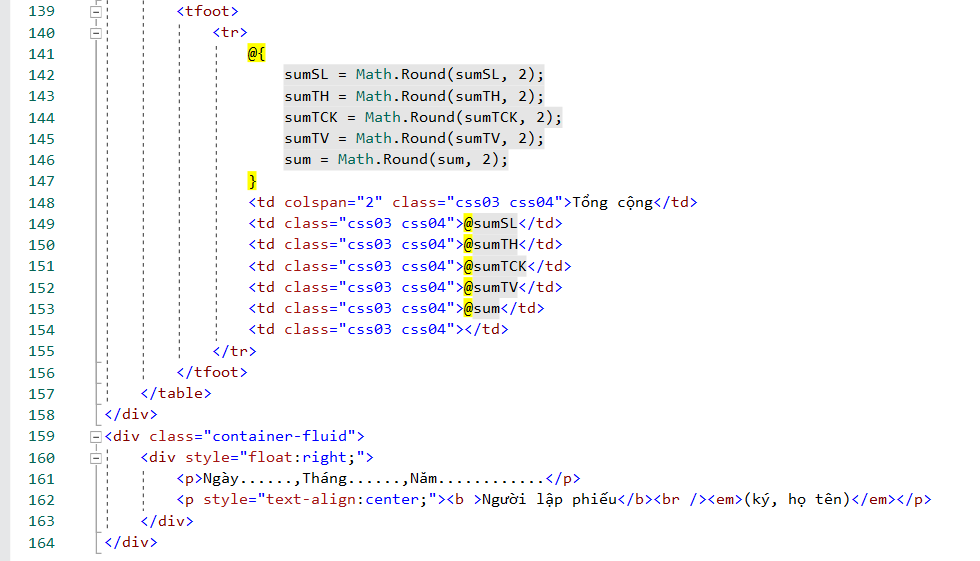 139 <tfoot>
140 <tr>
141 @{
142 sumSL = Math.Round(sumSL, 2);
143 sumTH = Math.Round(sumTH, 2);
144 sumTCK = Math.Round(sumTCK, 2);
145 sumTV = Math.Round(sumTV, 2);
146 sum = Math.Round(sum, 2);
147 }
148 <td colspan="2" class="css03 css04">Tổng cộng</td>
149 <td class="css03 css04">@sumSL</td>
150 <td class="css03 css04">@sumTH</td>
151 <td class="css03 css04">@sumTCK</td>
152 <td class="css03 css04">@sumTV</td>
153 <td class="css03 css04">@sum</td>
154 <td class="css03 css04"></td>
155 </tr>
156 </tfoot>
157 </table>
158 </div>
159 <div class="container-fluid">
160 <div style="float:right;">
161 <p>Ngày......,Tháng......,Năm............</p>
162 <p style="text-align:center;"><b >Người lập phiếu</b><br /><em>(ký, họ tên)</em></p>
163 </div>
164 </div>